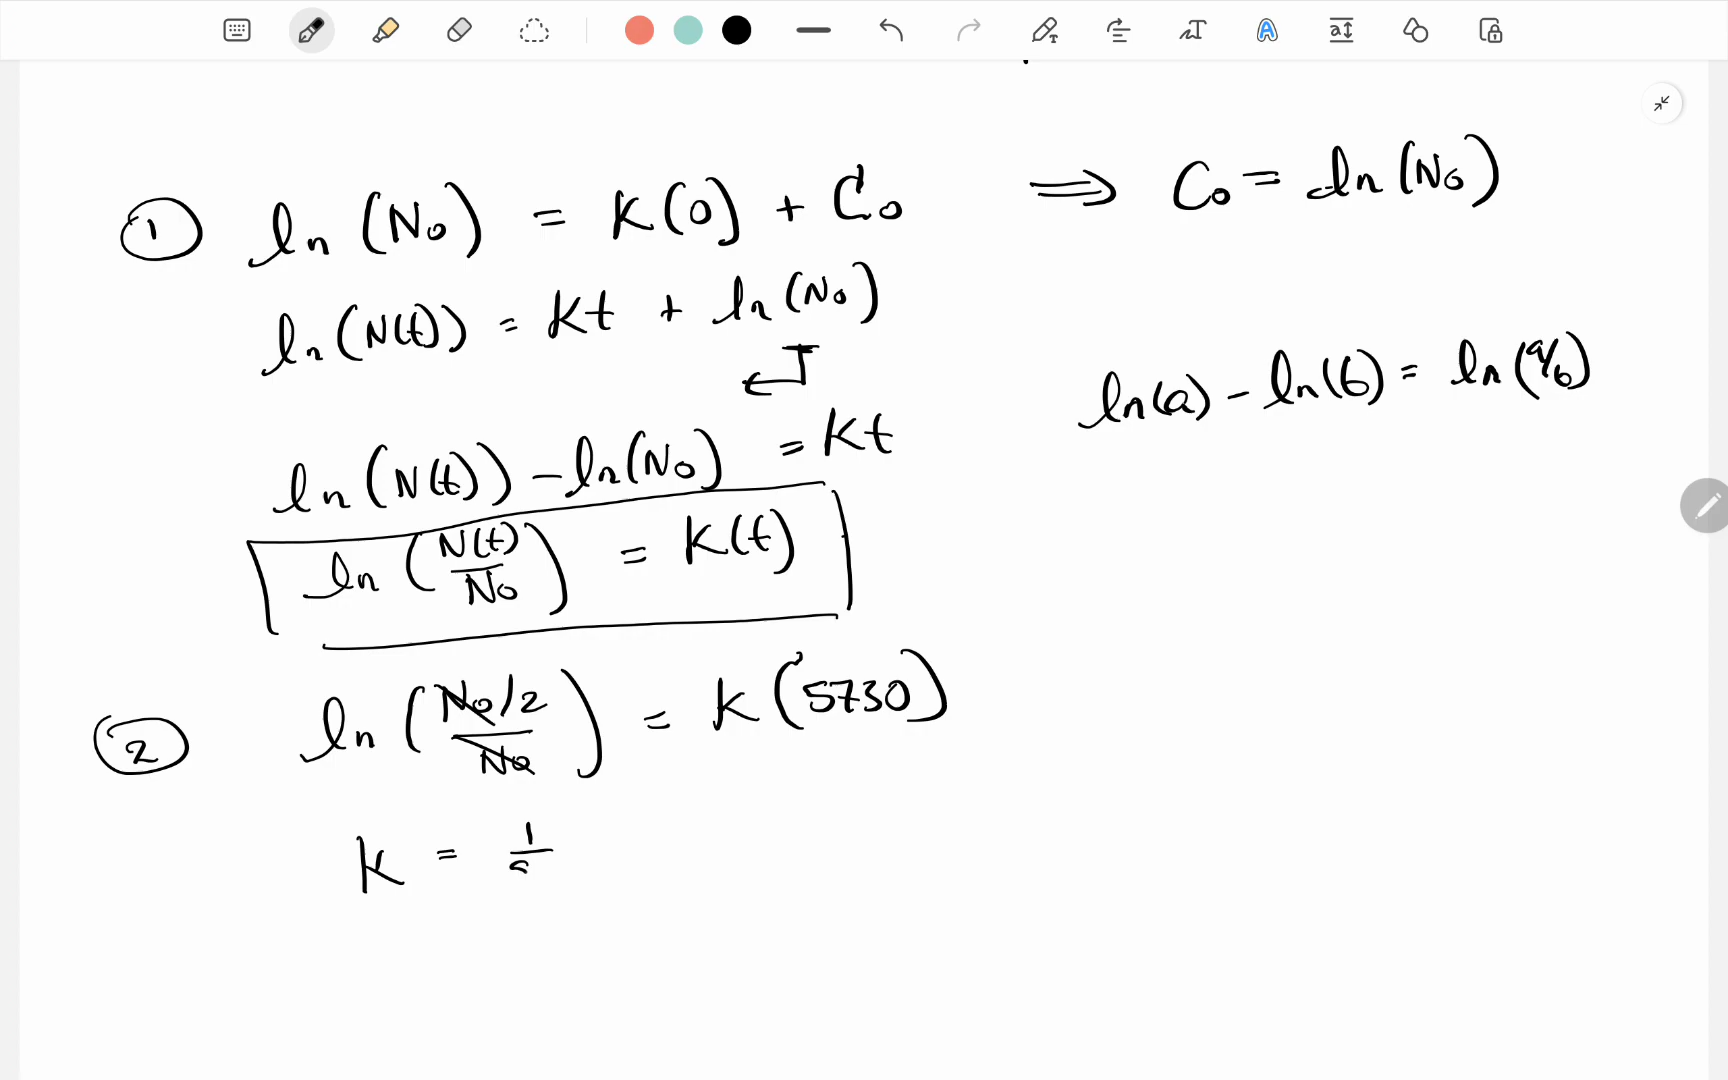 ① ln (N₀) = K(0) + C₀ ⟹ C₀ = ln (N₀)
ln (N(t)) = Kt + ln (N₀)
ln(a) - ln(b) = ln (a/b)
ln (N(t)) - ln(N₀) = Kt
ln (N(t)/N₀) = K(t)
② ln (N₀/2 / N₀) = K (5730)
K = 1